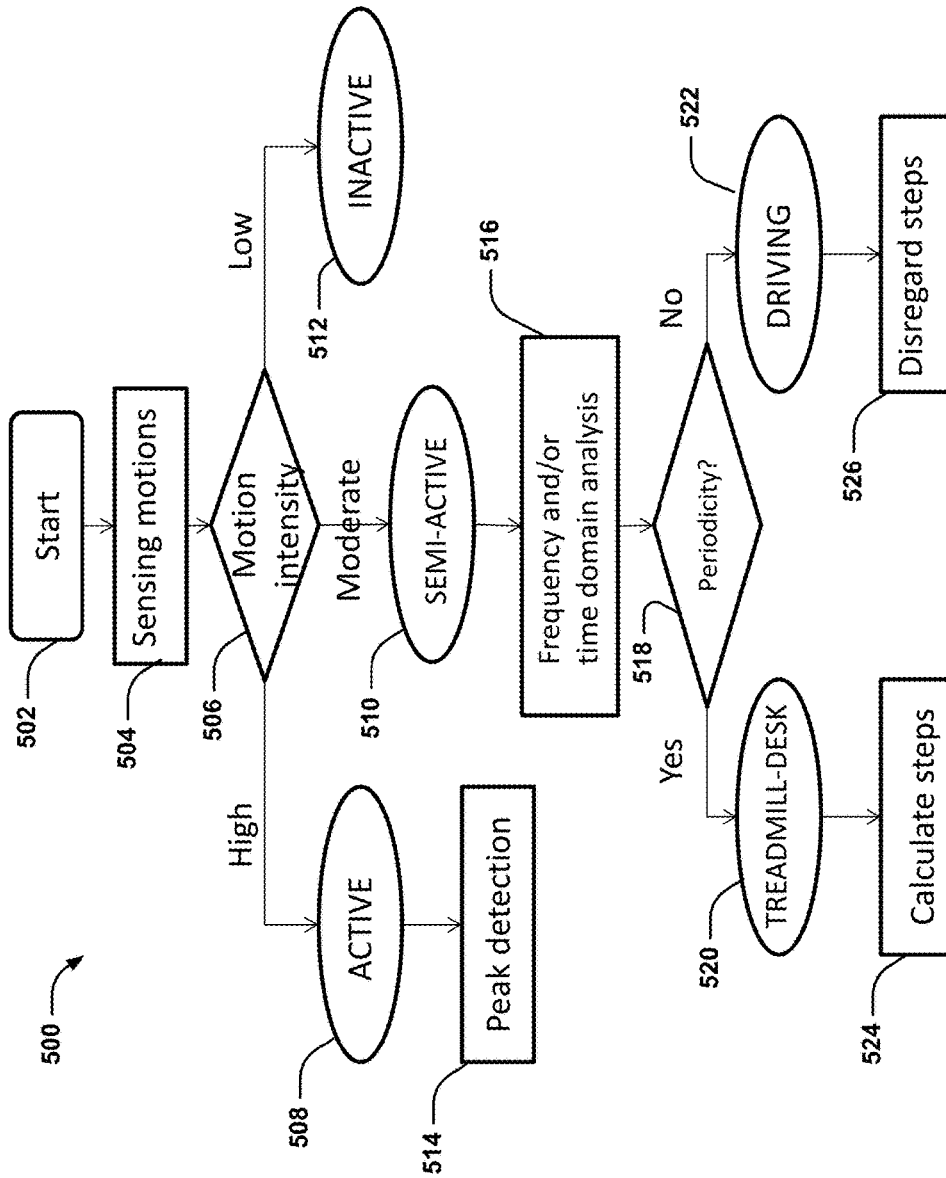 500
Start
502
Sensing motions
504
Motion
intensity
506
High
Moderate
Low
ACTIVE
508
SEMI-ACTIVE
510
INACTIVE
512
Peak detection
514
Frequency and/or
time domain analysis
516
Periodicity?
518
Yes
No
TREADMILL-DESK
520
DRIVING
522
Calculate steps
524
Disregard steps
526